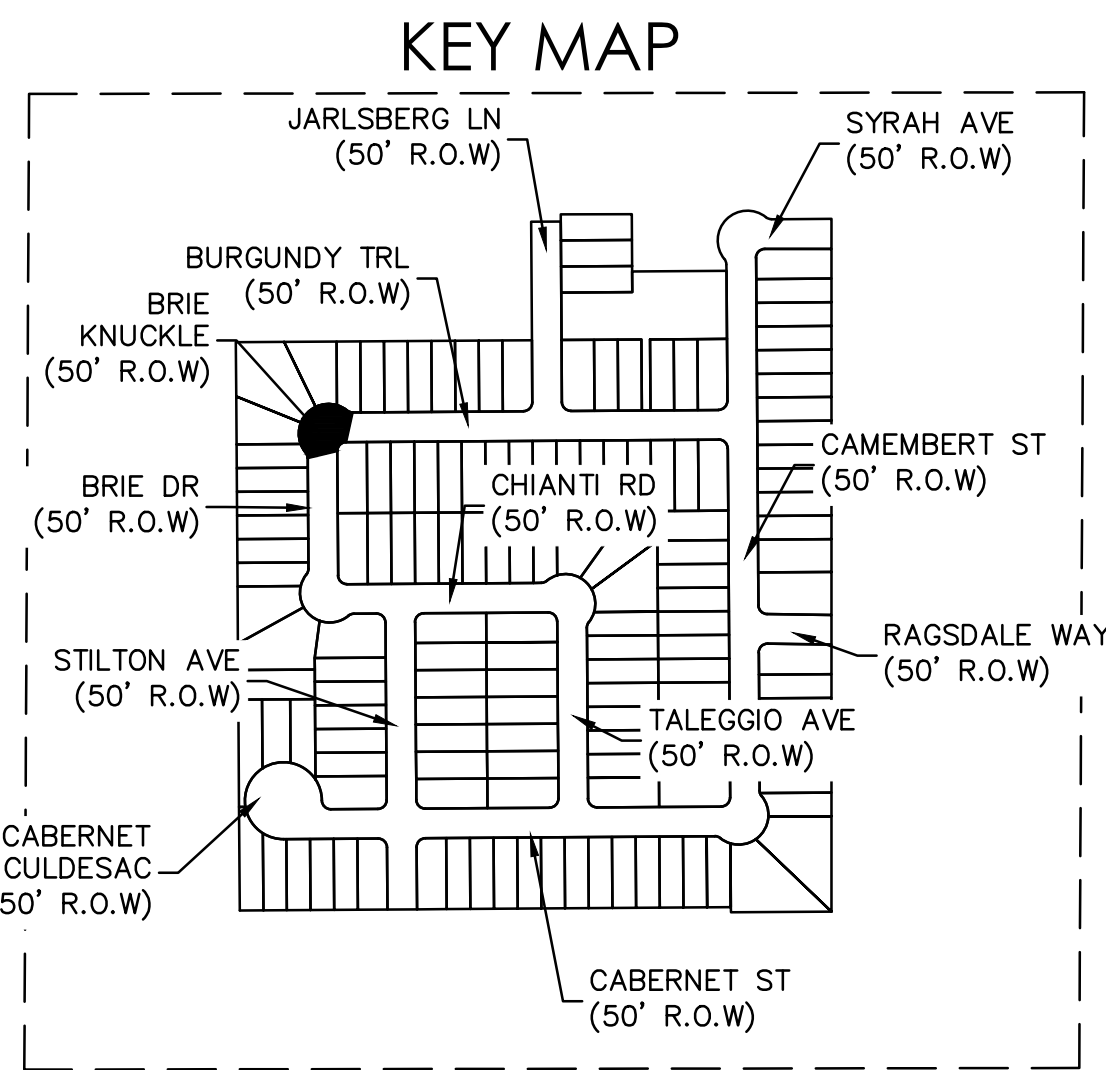 KEY MAP
JARLSBERG LN
(50' R.O.W)
SYRAH AVE
(50' R.O.W)
BURGUNDY TRL
(50' R.O.W)
BRIE
KNUCKLE
(50' R.O.W)
CAMEMBERT ST
(50' R.O.W)
BRIE DR
(50' R.O.W)
CHIANTI RD
(50' R.O.W)
RAGSDALE WAY
(50' R.O.W)
STILTON AVE
(50' R.O.W)
TALEGGIO AVE
(50' R.O.W)
CABERNET
CULDESAC
50' R.O.W)
CABERNET ST
(50' R.O.W)